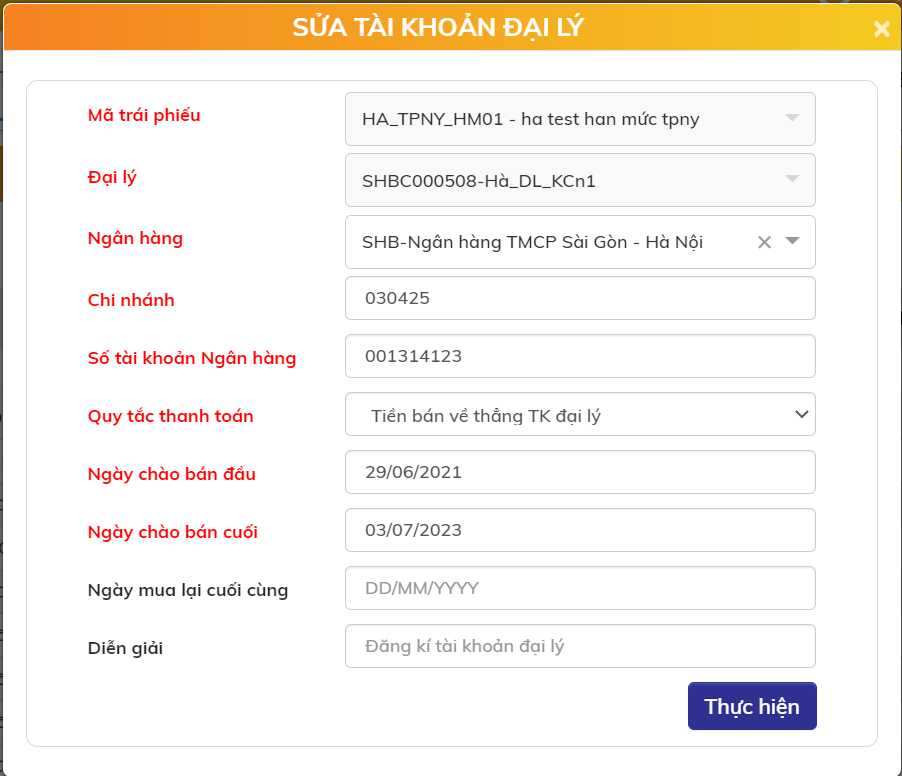 SỬA TÀI KHOẢN ĐẠI LÝ
Mã trái phiếu
HA_TPNY_HM01 - ha test han mức tpny
Đại lý
SHBC000508-Hà_DL_KCn1
Ngân hàng
SHB-Ngân hàng TMCP Sài Gòn - Hà Nội
Chi nhánh
030425
Số tài khoản Ngân hàng
001314123
Quy tắc thanh toán
Tiền bán về thẳng TK đại lý
Ngày chào bán đầu
29/06/2021
Ngày chào bán cuối
03/07/2023
Ngày mua lại cuối cùng
DD/MM/YYYY
Diễn giải
Đăng kí tài khoản đại lý
Thực hiện